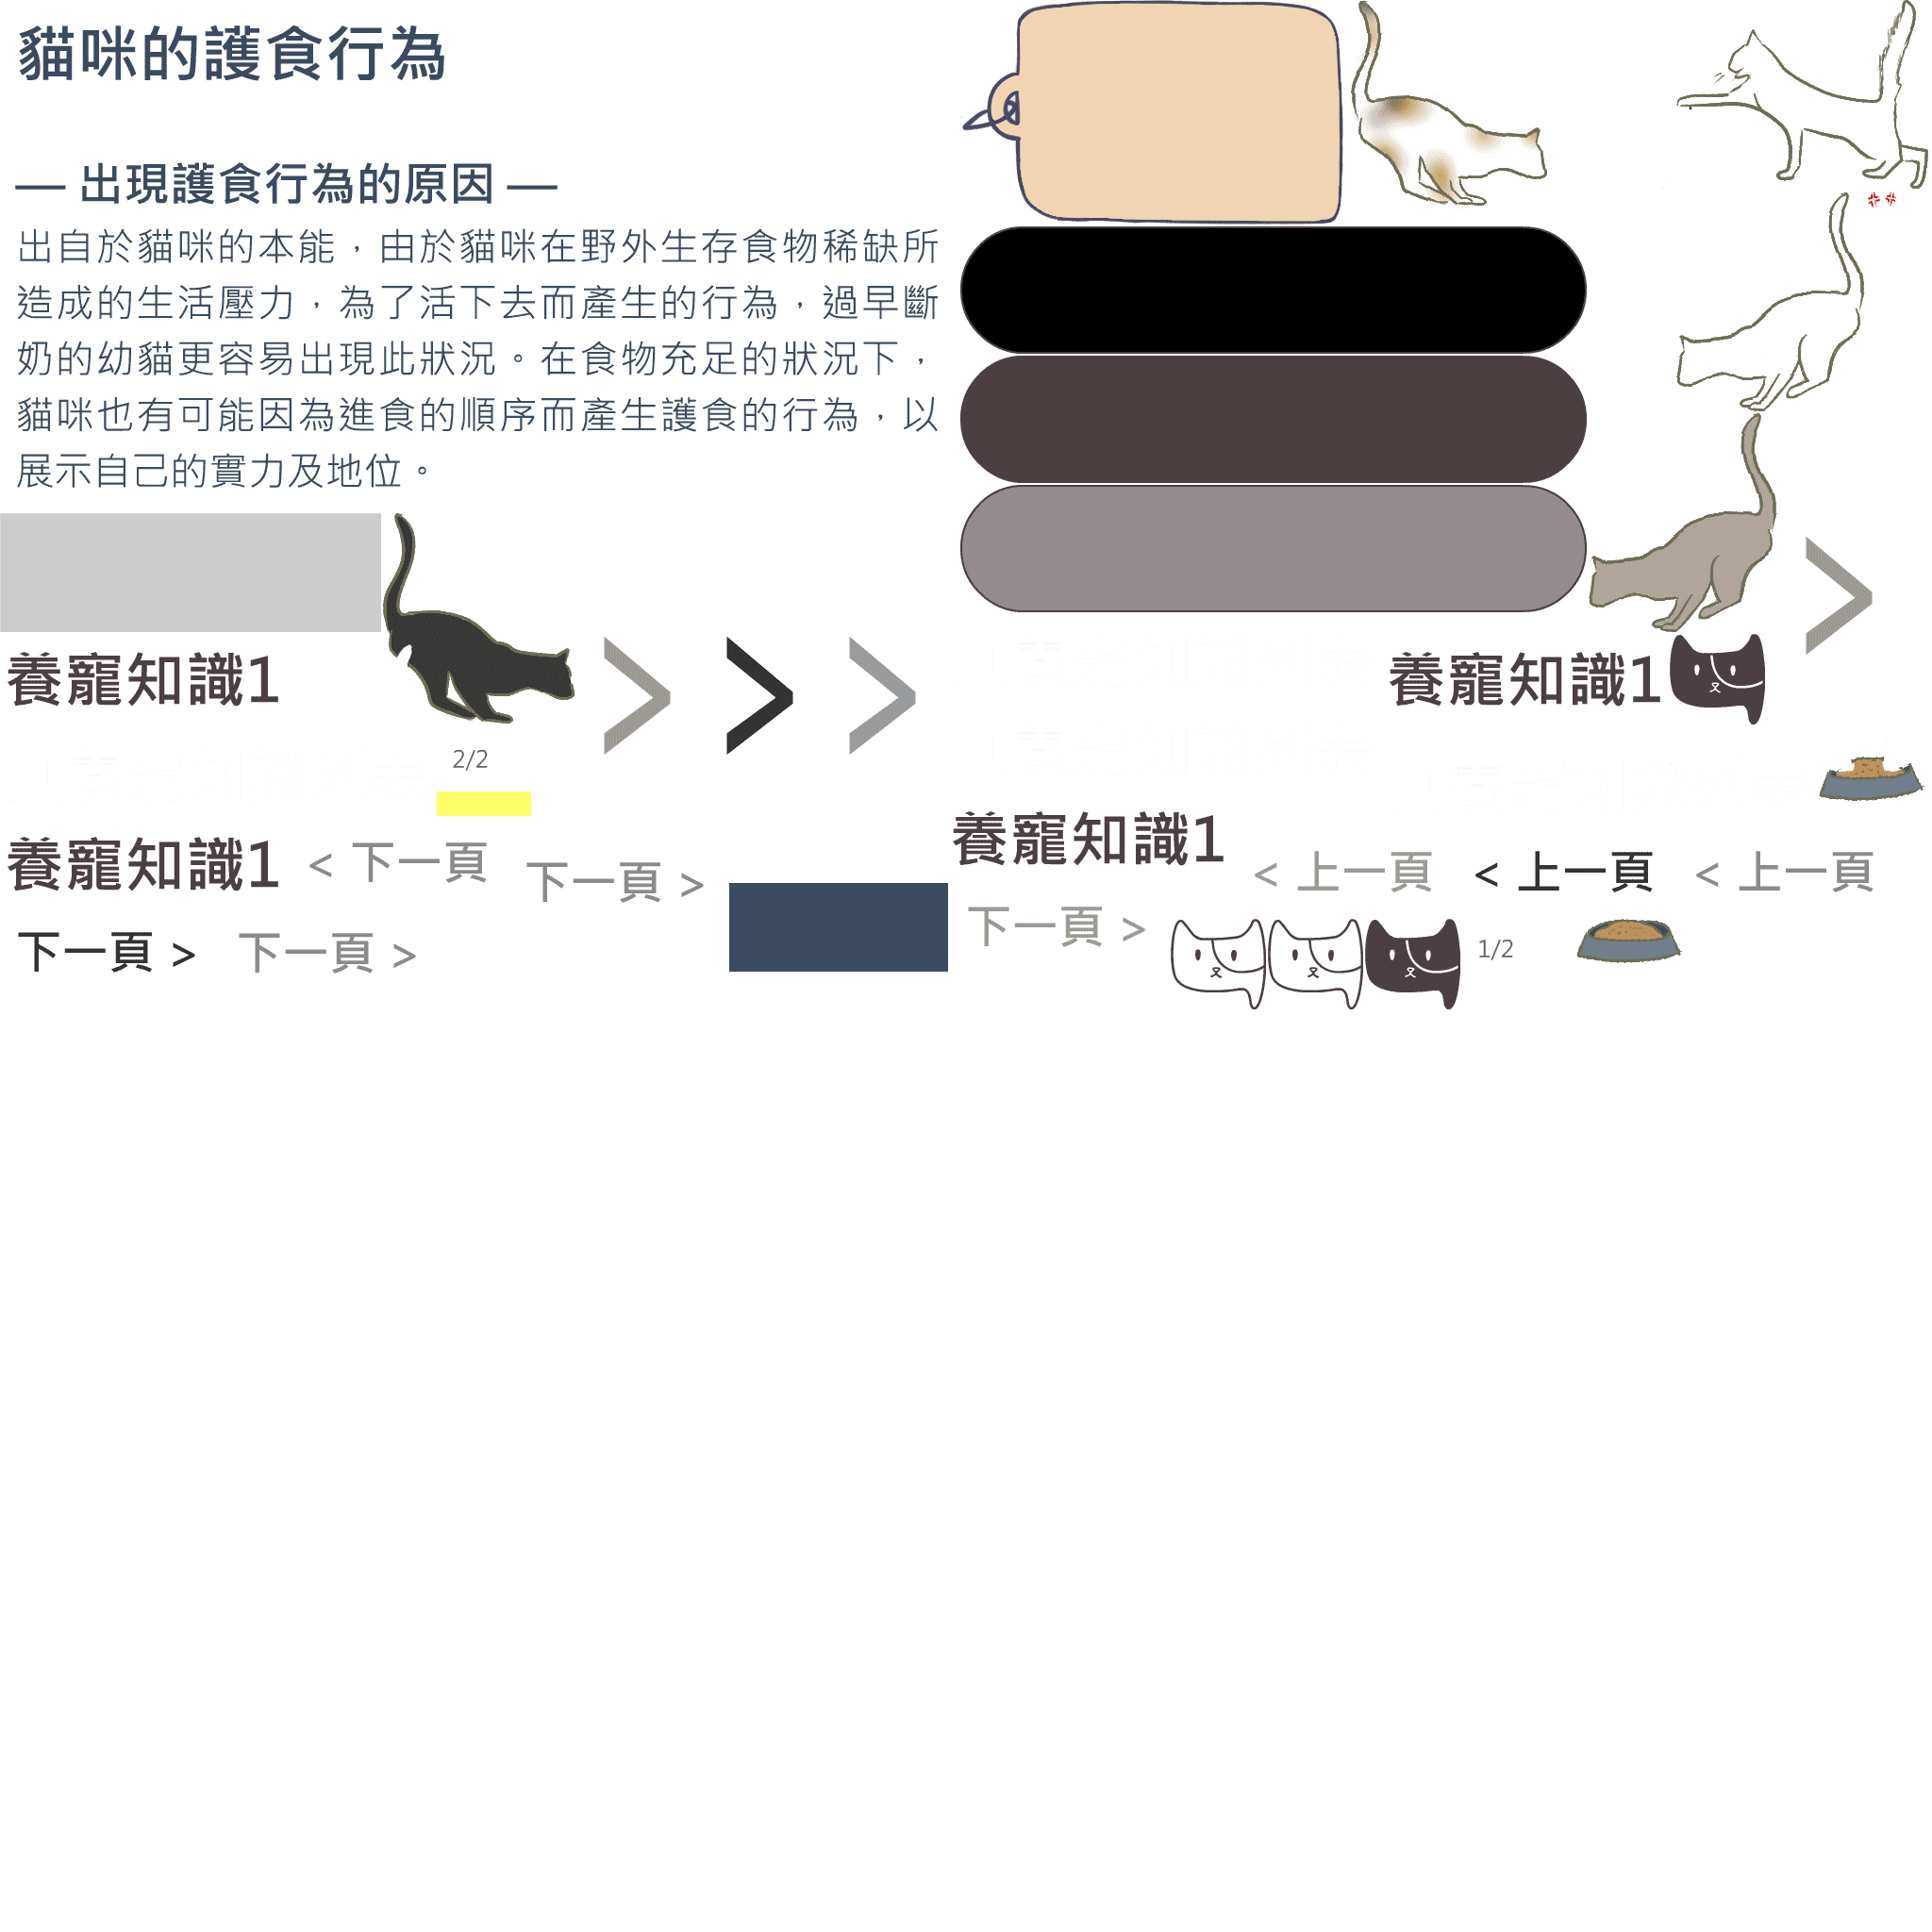 貓咪的護食行為
— 出現護食行為的原因 —
出自於貓咪的本能，由於貓咪在野外生存食物稀缺所
造成的生活壓力，為了活下去而產生的行為，過早斷
奶的幼貓更容易出現此狀況。在食物充足的狀況下，
貓咪也有可能因為進食的順序而產生護食的行為，以
展示自己的實力及地位。
養寵知識1
養寵知識1
2/2
養寵知識1
< 下一頁
下一頁 >
養寵知識1
< 上一頁
< 上一頁
< 上一頁
下一頁 >
下一頁 >
下一頁 >
1/2